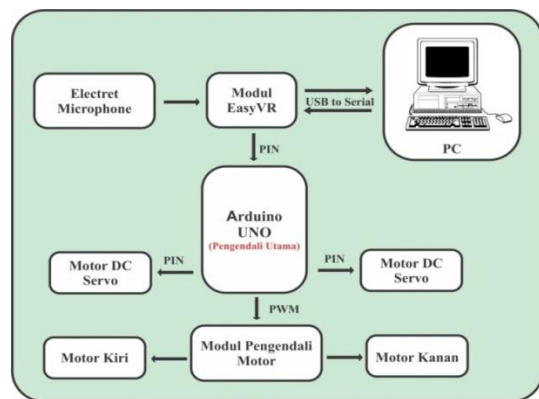 Electret
Microphone
Modul
EasyVR
USB to Serial
PC
PIN
Arduino
UNO
(Pengendali Utama)
Motor DC
Servo
PIN
PIN
Motor DC
Servo
PWM
Motor Kiri
Modul Pengendali
Motor
Motor Kanan